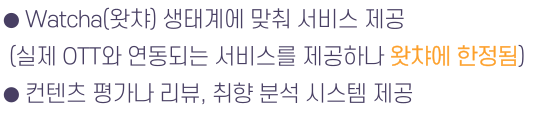 ● Watcha(왓챠) 생태계에 맞춰 서비스 제공
(실제 OTT와 연동되는 서비스를 제공하나 왓챠에 한정됨)
● 컨텐츠 평가나 리뷰, 취향 분석 시스템 제공